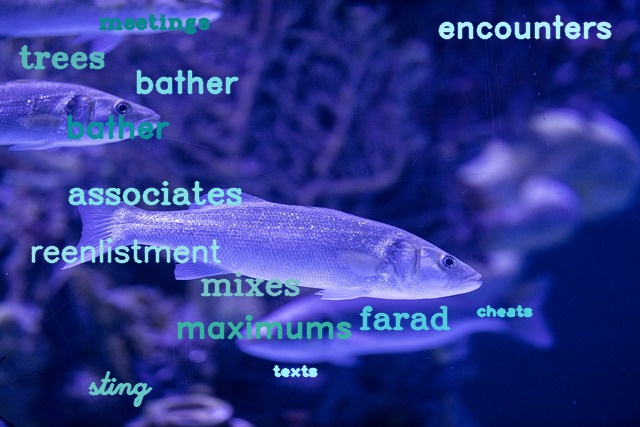 meetings
encounters
trees
bather
bather
associates
reenlistment
mixes
cheats
farad
maximums
texts
sting